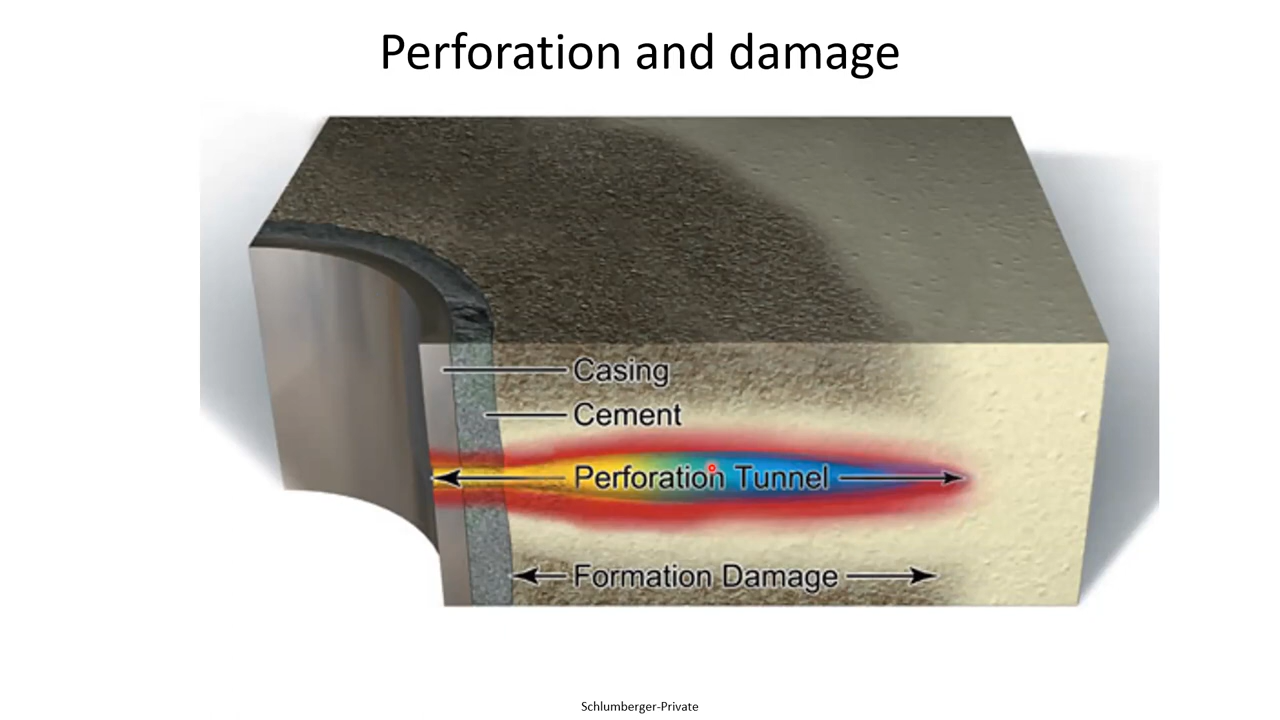 Perforation and damage
Casing
Cement
Perforation Tunnel
Formation Damage
Schlumberger-Private